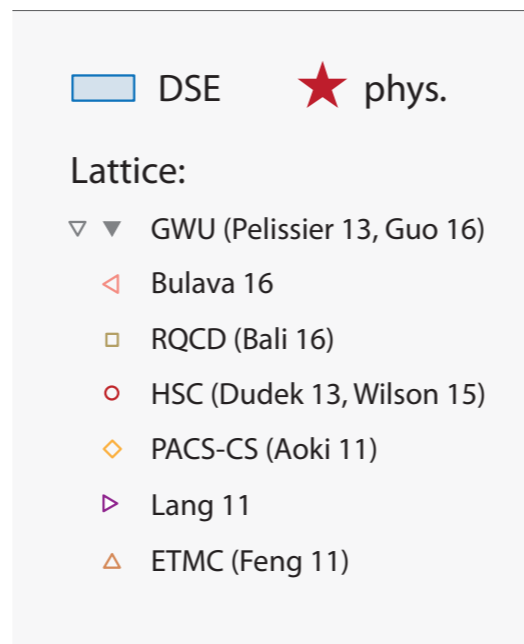 DSE phys.
Lattice:
GWU (Pelissier 13, Guo 16)
Bulava 16
RQCD (Bali 16)
HSC (Dudek 13, Wilson 15)
PACS-CS (Aoki 11)
Lang 11
ETMC (Feng 11)